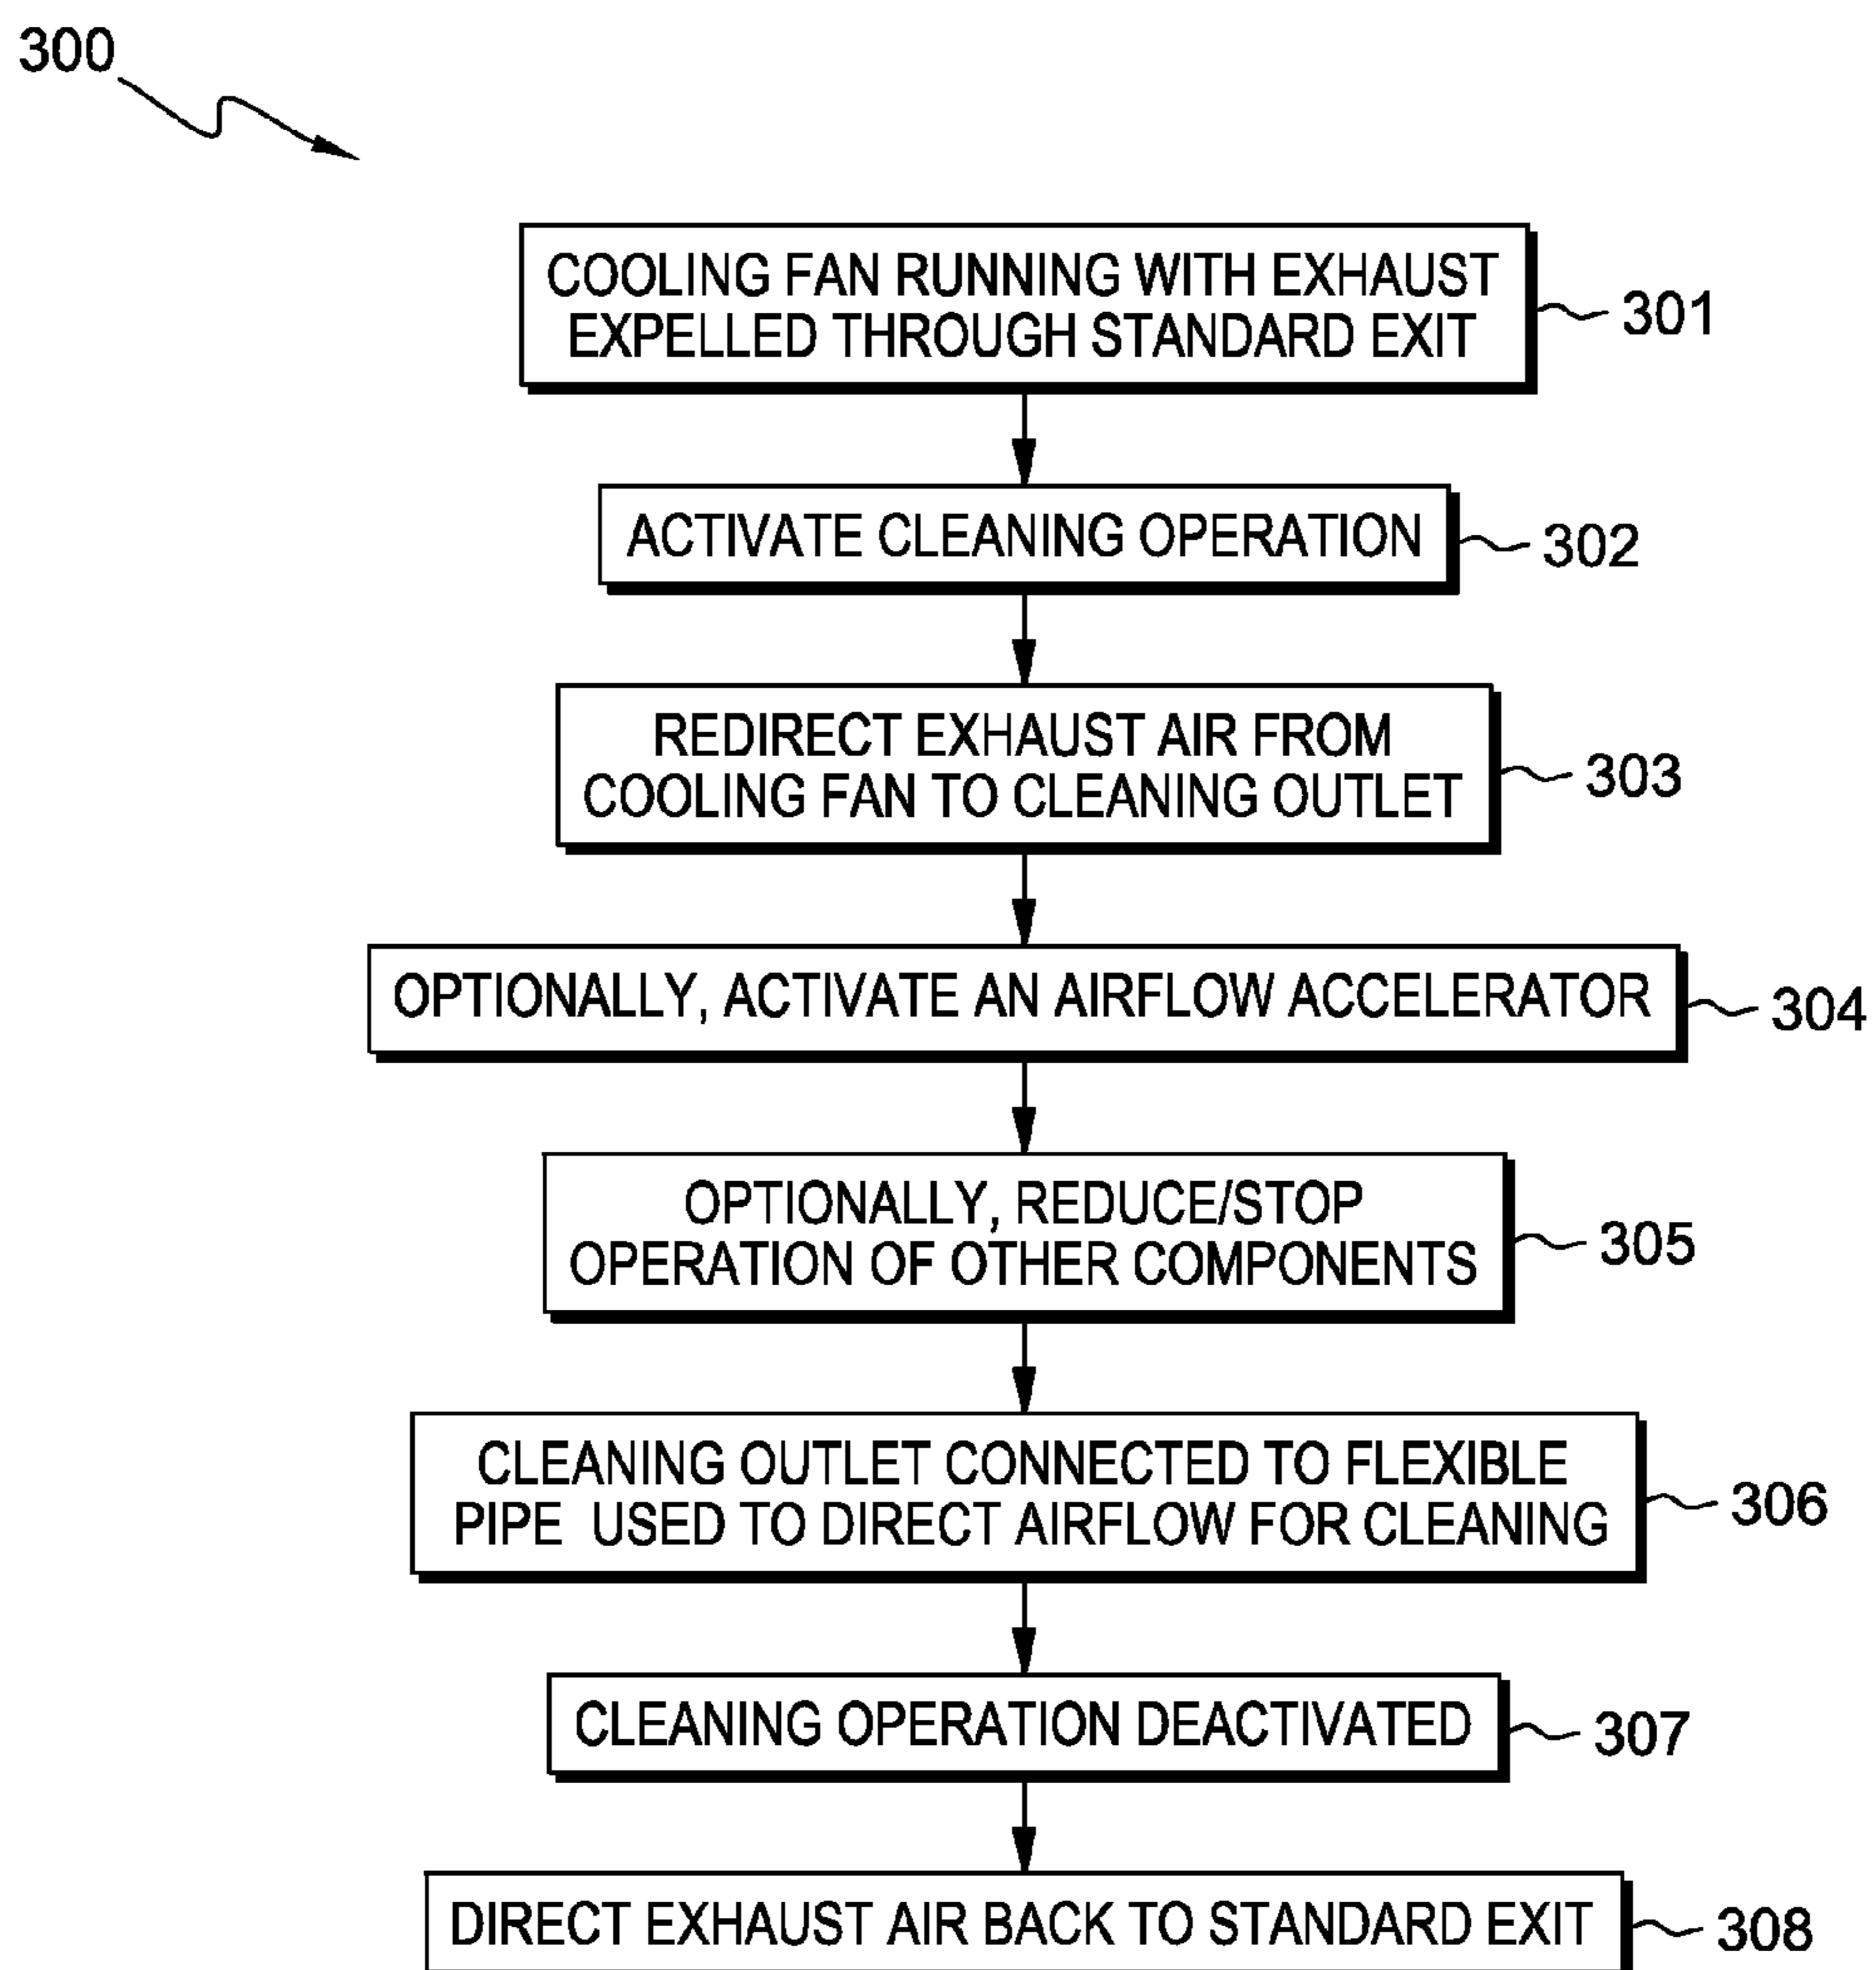 300
COOLING FAN RUNNING WITH EXHAUST
EXPELLED THROUGH STANDARD EXIT
301
ACTIVATE CLEANING OPERATION
302
REDIRECT EXHAUST AIR FROM
COOLING FAN TO CLEANING OUTLET
303
OPTIONALLY, ACTIVATE AN AIRFLOW ACCELERATOR
304
OPTIONALLY, REDUCE/STOP
OPERATION OF OTHER COMPONENTS
305
CLEANING OUTLET CONNECTED TO FLEXIBLE
PIPE USED TO DIRECT AIRFLOW FOR CLEANING
306
CLEANING OPERATION DEACTIVATED
307
DIRECT EXHAUST AIR BACK TO STANDARD EXIT
308